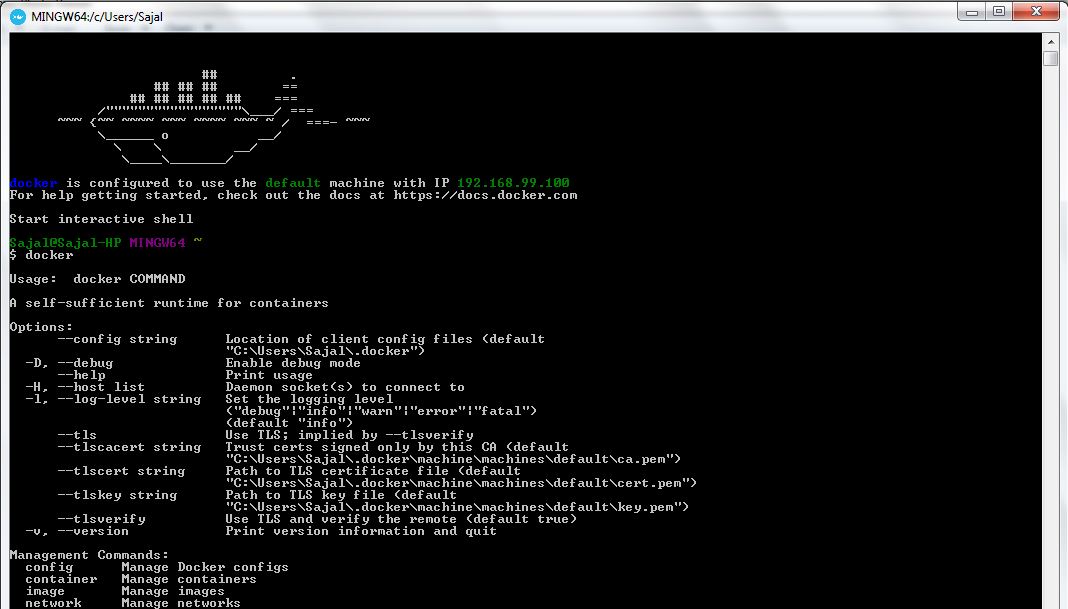 MINGW64:/c/Users/Sajal
                        ##         .
                  ## ## ##        ==
               ## ## ## ## ##    ===
           /"""""""""""""""""\___/ ===
      ~~~ {~~ ~~~~ ~~~ ~~~~ ~~~ ~ /  ===- ~~~
           \______ o           __/
             \    \         __/
              \____\_______/
docker is configured to use the default machine with IP 192.168.99.100
For help getting started, check out the docs at https://docs.docker.com
Start interactive shell
Sajal@Sajal-HP MINGW64 ~
$ docker
Usage:  docker COMMAND
A self-sufficient runtime for containers
Options:
      --config string      Location of client config files (default
                           "C:\Users\Sajal\.docker")
  -D, --debug              Enable debug mode
      --help               Print usage
  -H, --host list          Daemon socket(s) to connect to
  -l, --log-level string   Set the logging level
                           ("debug"|"info"|"warn"|"error"|"fatal")
                           (default "info")
      --tls                Use TLS; implied by --tlsverify
      --tlscacert string   Trust certs signed only by this CA (default
                           "C:\Users\Sajal\.docker\machine\machines\default\ca.pem")
      --tlscert string     Path to TLS certificate file (default
                           "C:\Users\Sajal\.docker\machine\machines\default\cert.pem")
      --tlskey string      Path to TLS key file (default
                           "C:\Users\Sajal\.docker\machine\machines\default\key.pem")
      --tlsverify          Use TLS and verify the remote (default true)
  -v, --version            Print version information and quit
Management Commands:
  config      Manage Docker configs
  container   Manage containers
  image       Manage images
  network     Manage networks